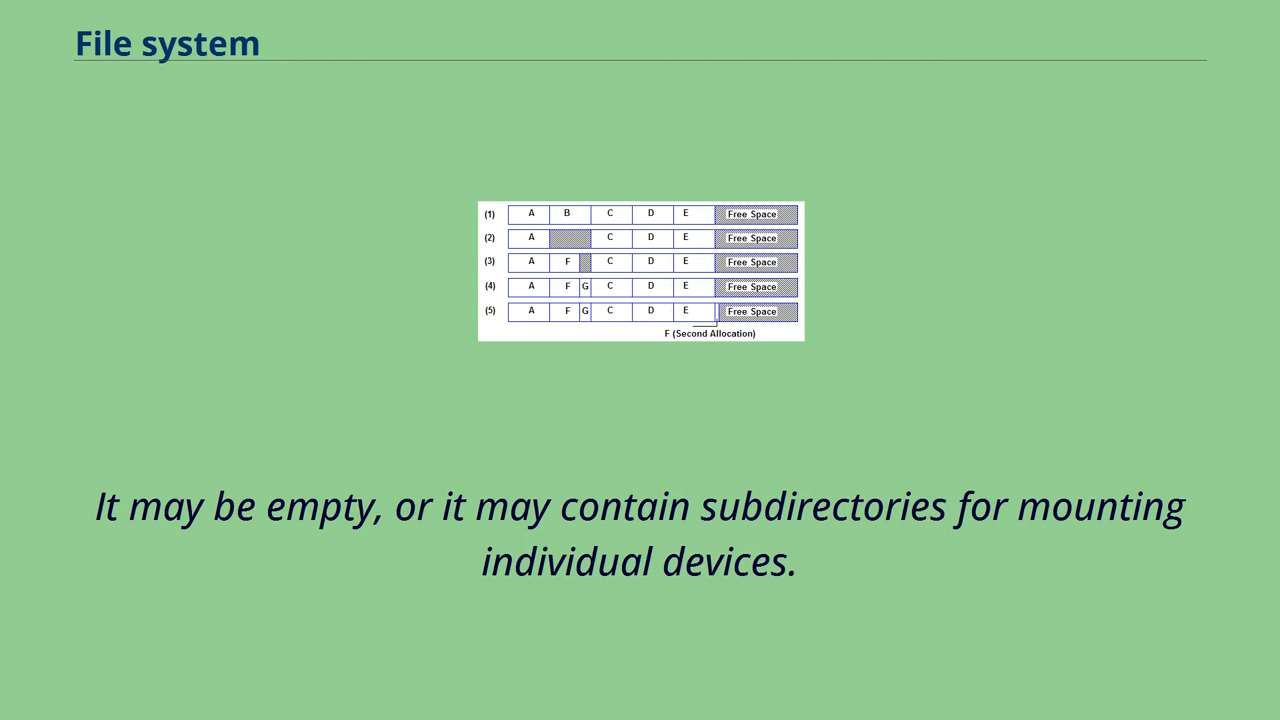 File system
(1) A B C D E Free Space
(2) A C D E Free Space
(3) A F C D E Free Space
(4) A F G C D E Free Space
(5) A F G C D E Free Space
F (Second Allocation)
It may be empty, or it may contain subdirectories for mounting
individual devices.